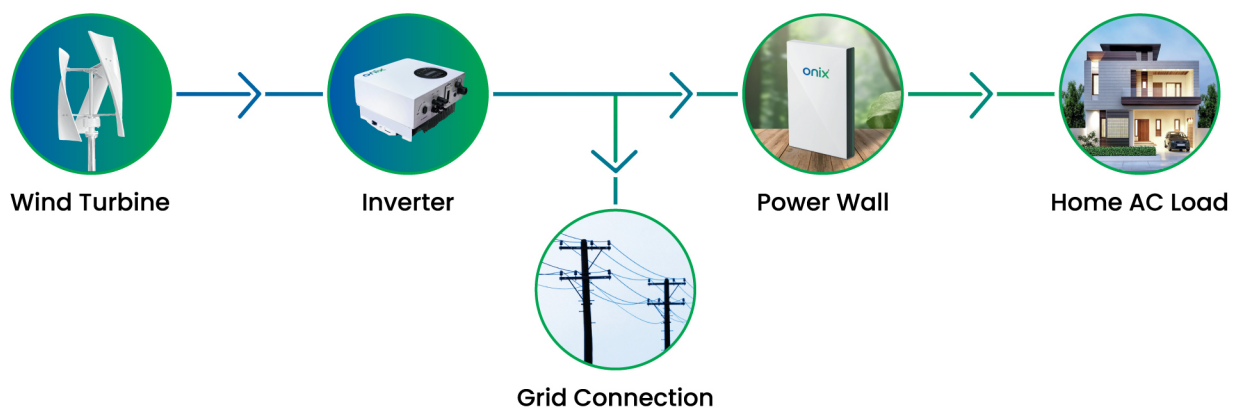 onix
onix
Wind Turbine
Inverter
Power Wall
Home AC Load
Grid Connection